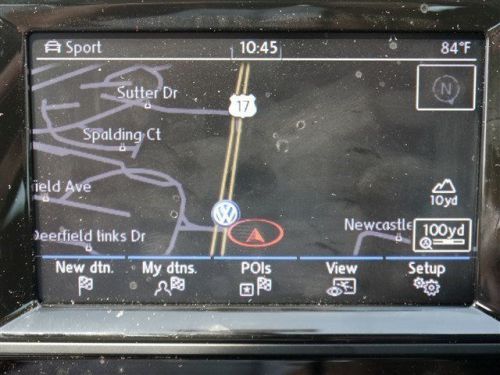 Sport 10:45 84°F
Sutter Dr
17
N
Spalding Ct
ield Ave
10yd
Deerfield links Dr
Newcastle
100yd
New dtn. My dtns. POIs View Setup